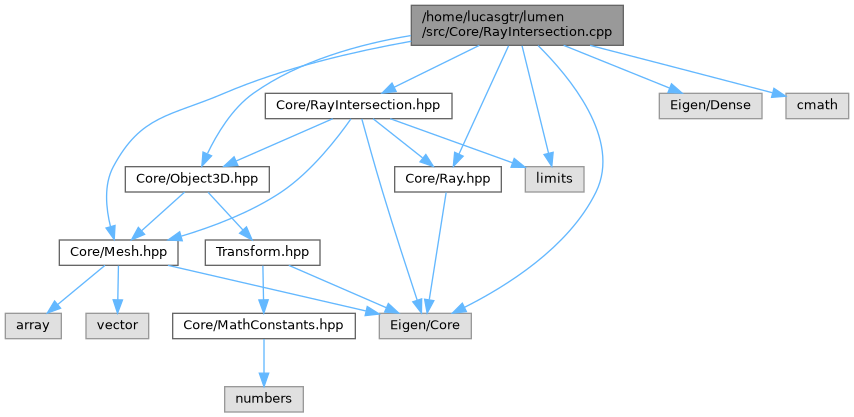 /home/lucasgtr/lumen
/src/Core/RayIntersection.cpp
Core/RayIntersection.hpp
Eigen/Dense
cmath
Core/Object3D.hpp
Core/Ray.hpp
limits
Core/Mesh.hpp
Transform.hpp
array
vector
Core/MathConstants.hpp
Eigen/Core
numbers